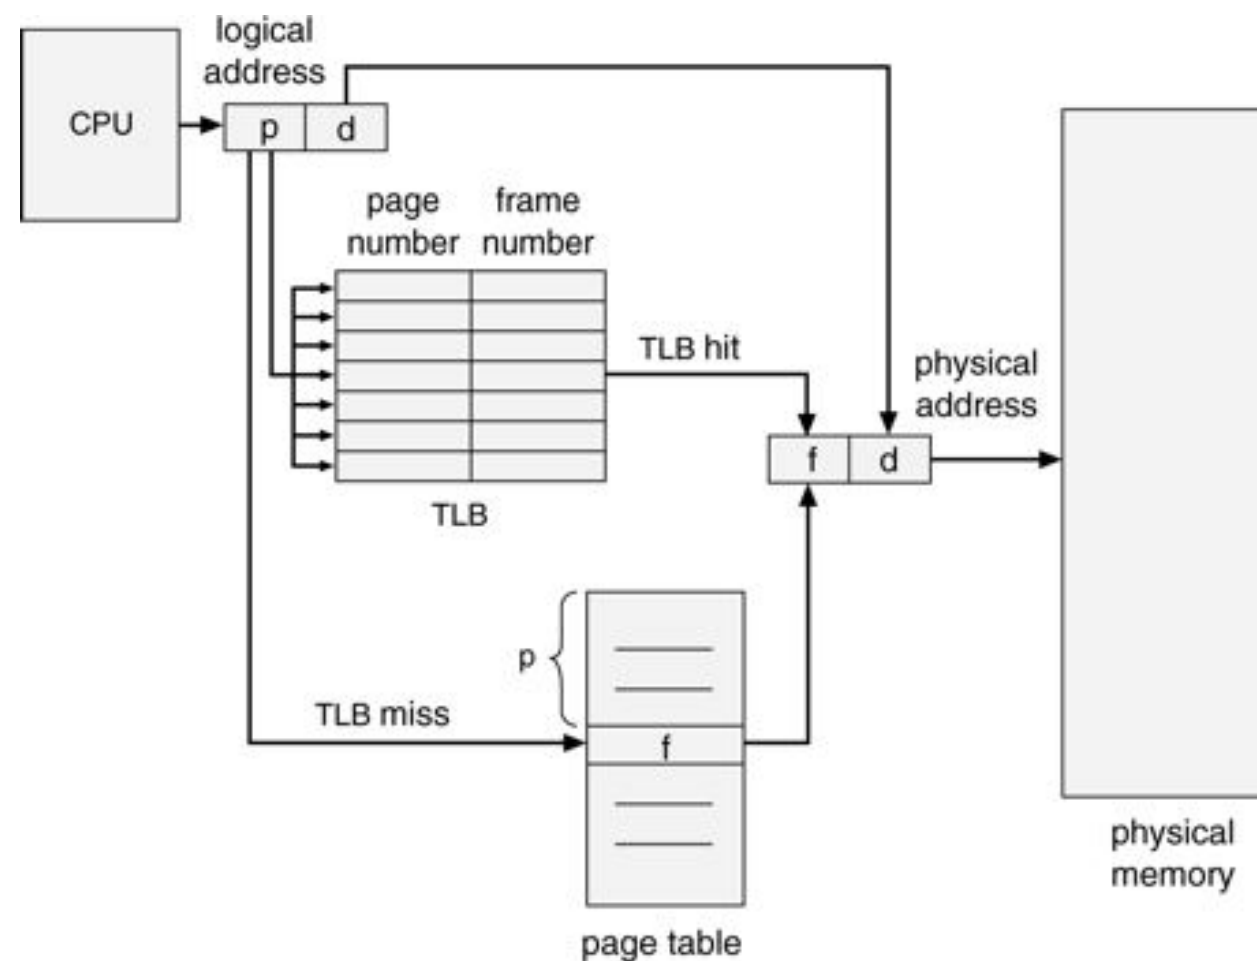 logical
address
CPU
p
d
page
number
frame
number
TLB hit
physical
address
f
d
TLB
p
TLB miss
f
physical
memory
page table